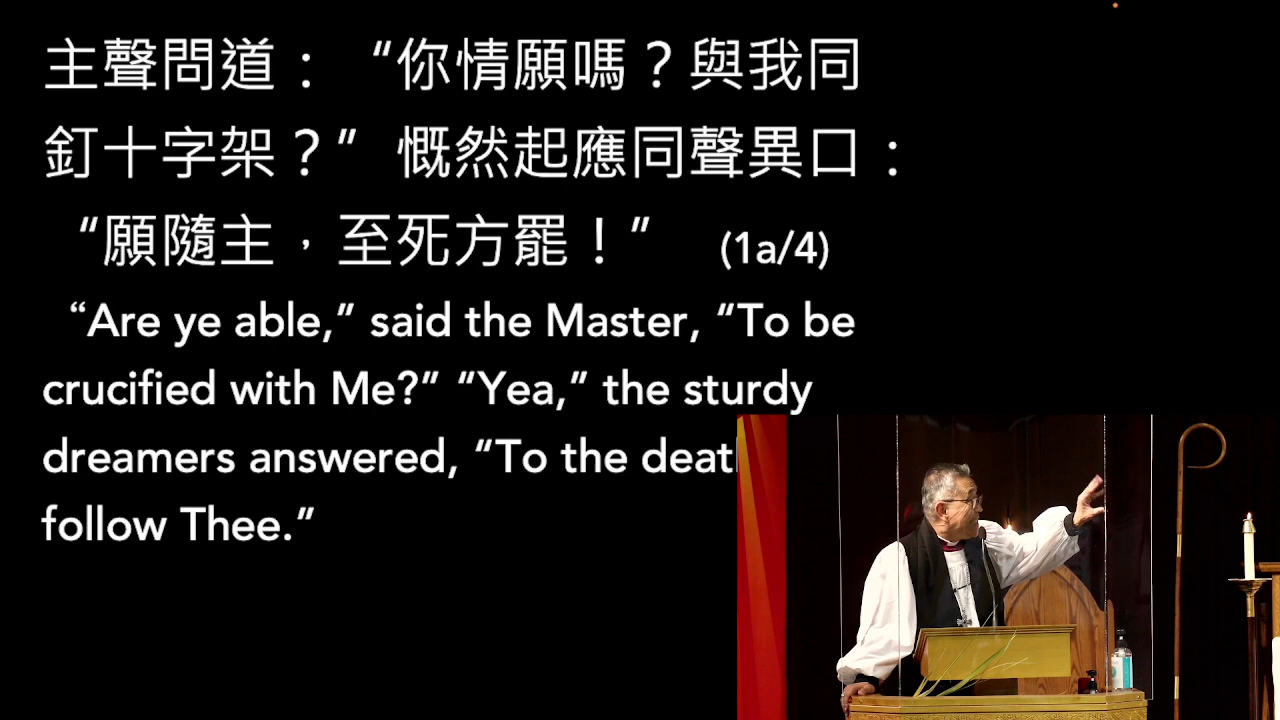 主聲問道： “你情願嗎？與我同
釘十字架？” 慨然起應同聲異口：
“願隨主，至死方罷！” (1a/4)
“Are ye able,” said the Master, “To be
crucified with Me?” “Yea,” the sturdy
dreamers answered, “To the
follow Thee.”